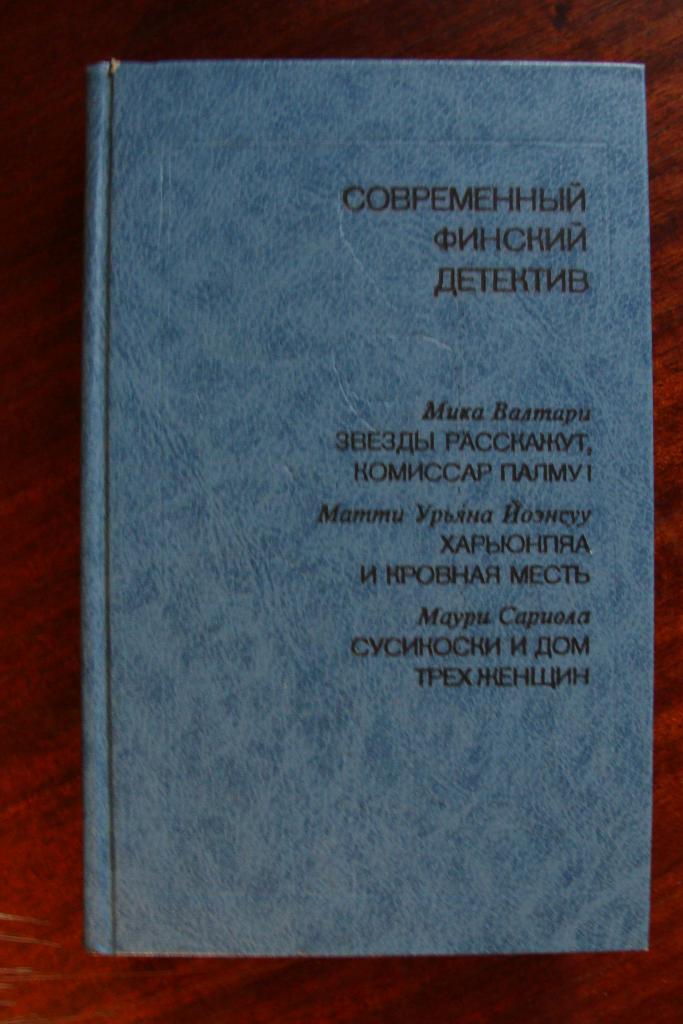 СОВРЕМЕННЫЙ
ФИНСКИЙ
ДЕТЕКТИВ
Мика Валтари
ЗВЕЗДЫ РАССКАЖУТ,
КОМИССАР ПАЛМУ!
Матти Урьяна Йоэнсуу
ХАРЬЮНПЯА
И КРОВНАЯ МЕСТЬ
Маури Сариола
СУСИКОСКИ И ДОМ
ТРЕХ ЖЕНЩИН